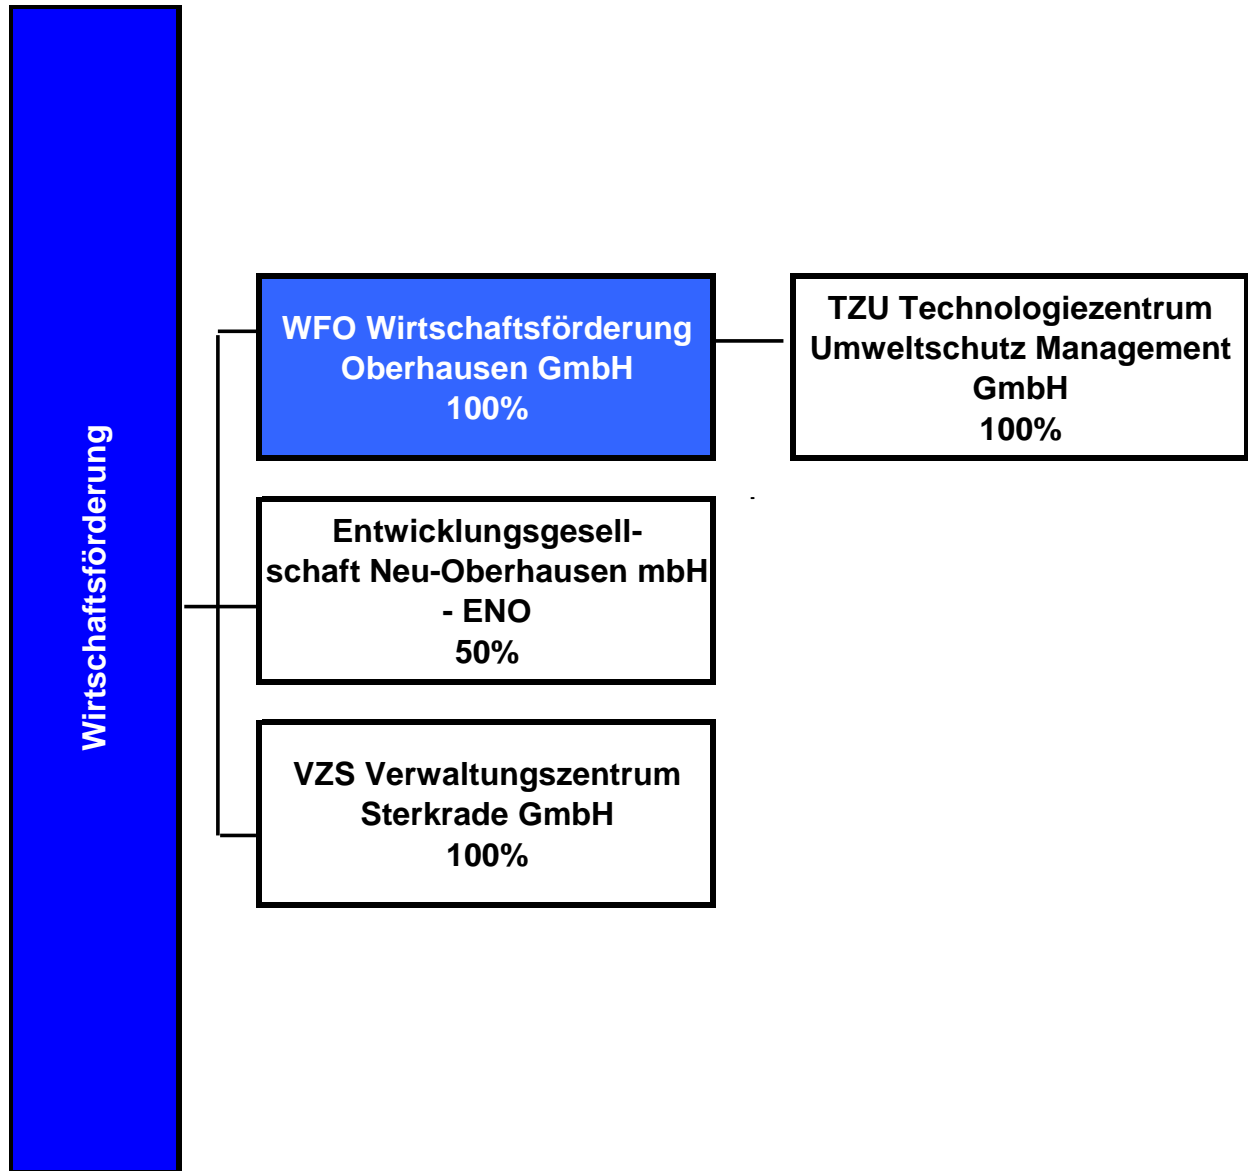 Wirtschaftsförderung
WFO Wirtschaftsförderung
Oberhausen GmbH
100%
TZU Technologiezentrum
Umweltschutz Management
GmbH
100%
Entwicklungsgesell-
schaft Neu-Oberhausen mbH
- ENO
50%
VZS Verwaltungszentrum
Sterkrade GmbH
100%